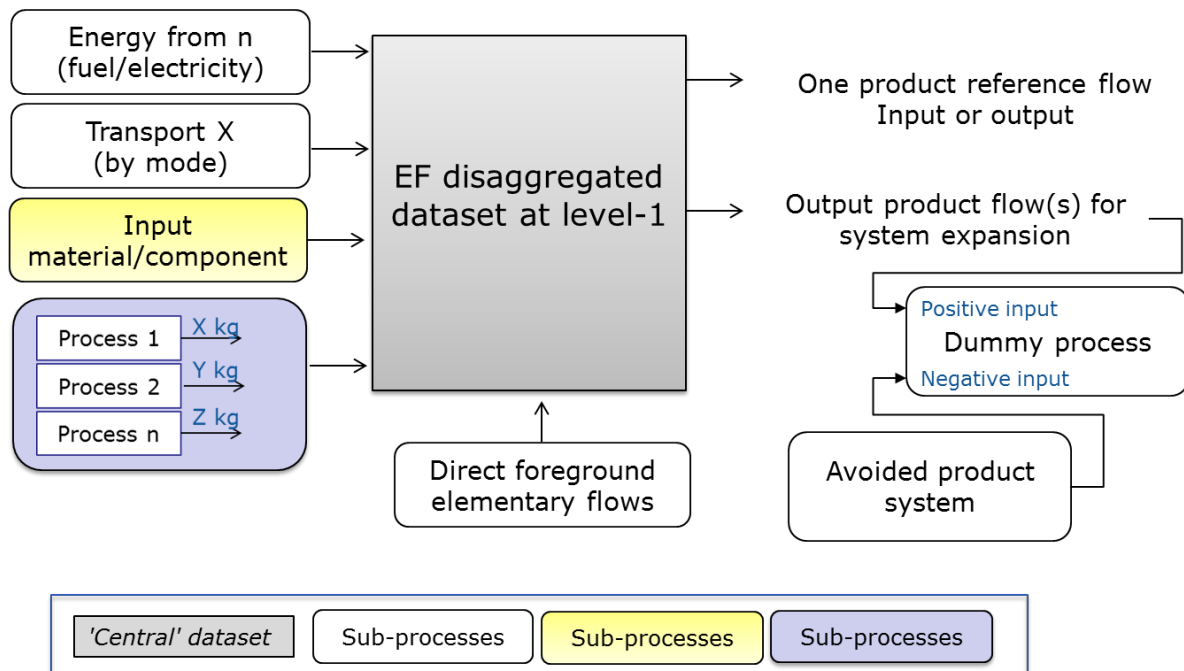 Energy from n
(fuel/electricity)
Transport X
(by mode)
Input
material/component
Process 1
X kg
Process 2
Y kg
Process n
Z kg
EF disaggregated
dataset at level-1
Direct foreground
elementary flows
One product reference flow
Input or output
Output product flow(s) for
system expansion
Positive input
Dummy process
Negative input
Avoided product
system
'Central' dataset
Sub-processes
Sub-processes
Sub-processes